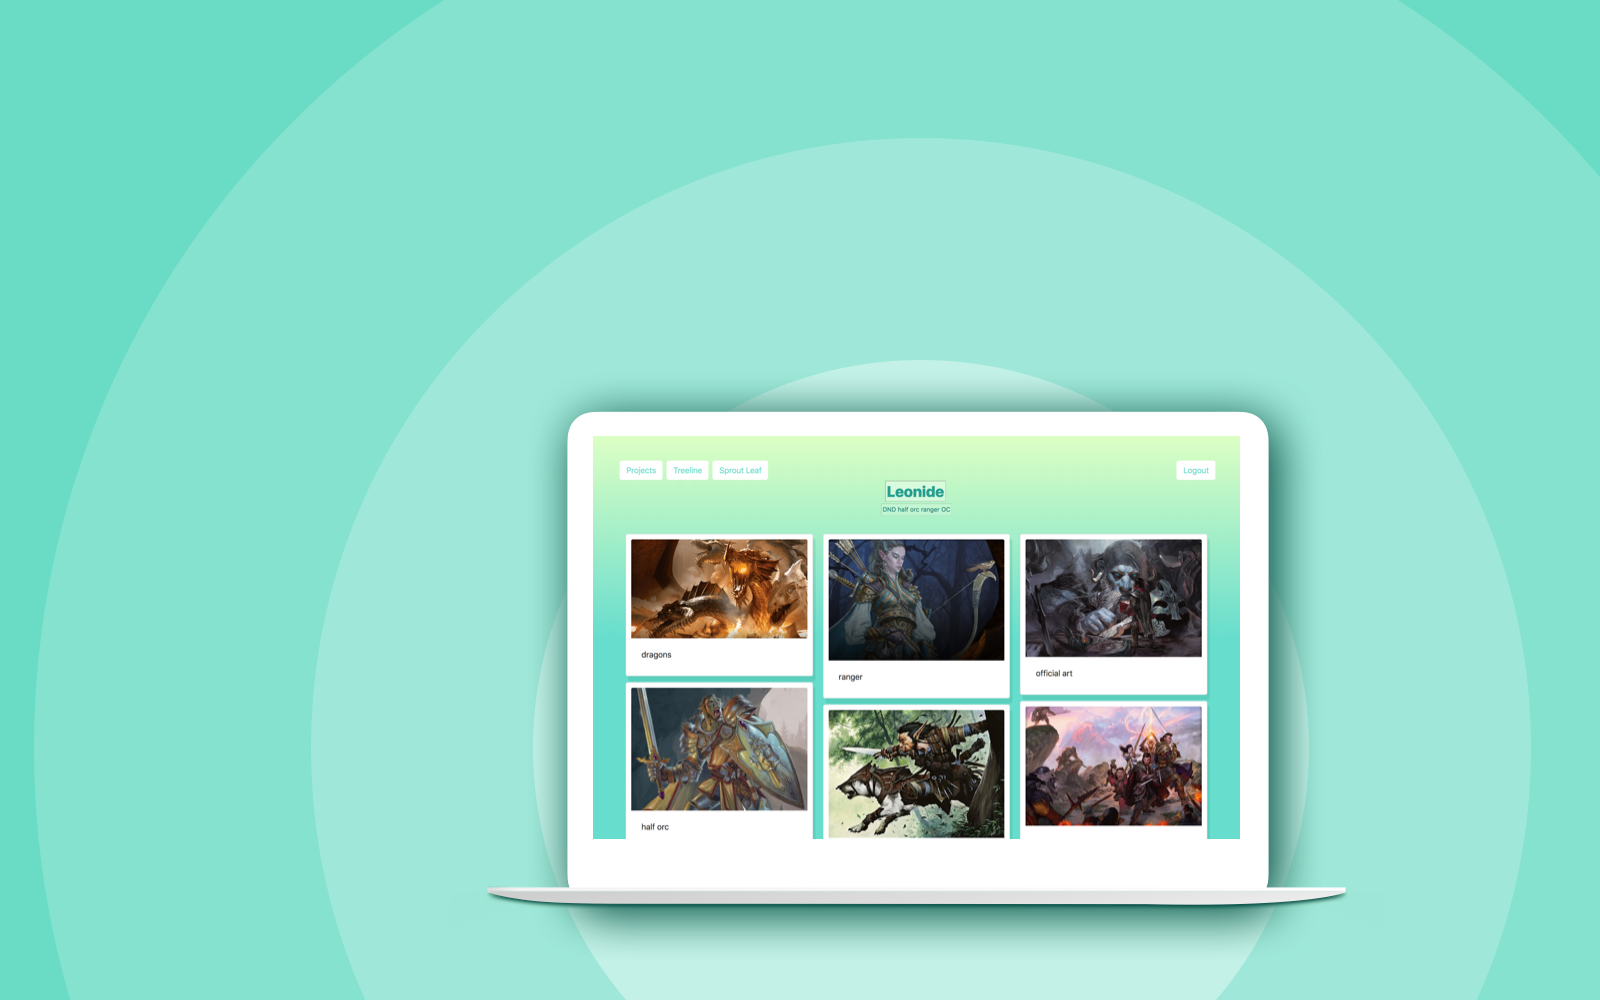 Projects
Treeline
Sprout Leaf
Logout
Leonide
DND half orc ranger OC
dragons
ranger
official art
half orc